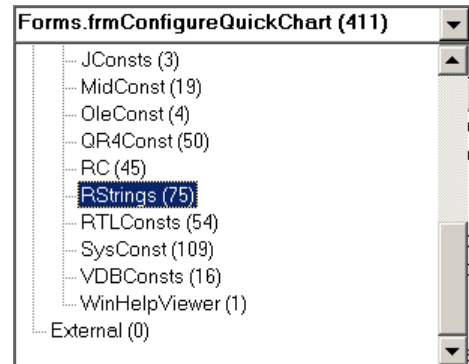 Forms.frmConfigureQuickChart (411)
JConsts (3)
MidConst (19)
OleConst (4)
QR4Const (50)
RC (45)
RStrings (75)
RTLConsts (54)
SysConst (109)
VDBConsts (16)
WinHelpViewer (1)
External (0)